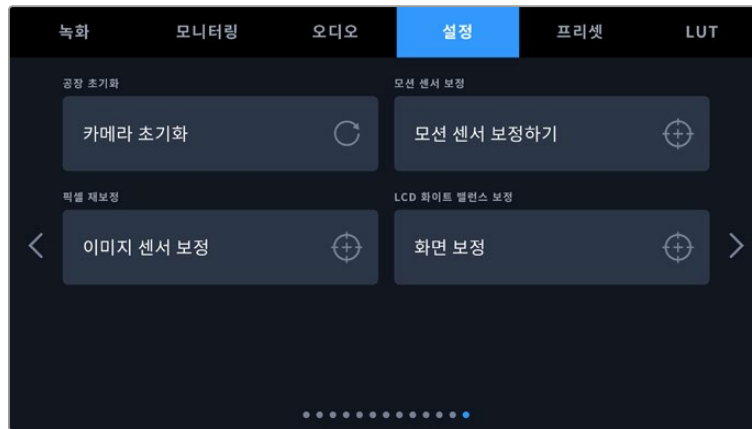 녹화 모니터링 오디오 설정 프리셋 LUT
공장 초기화 모션 센서 보정
카메라 초기화 모션 센서 보정하기
픽셀 재보정 LCD 화이트 밸런스 보정
이미지 센서 보정 화면 보정